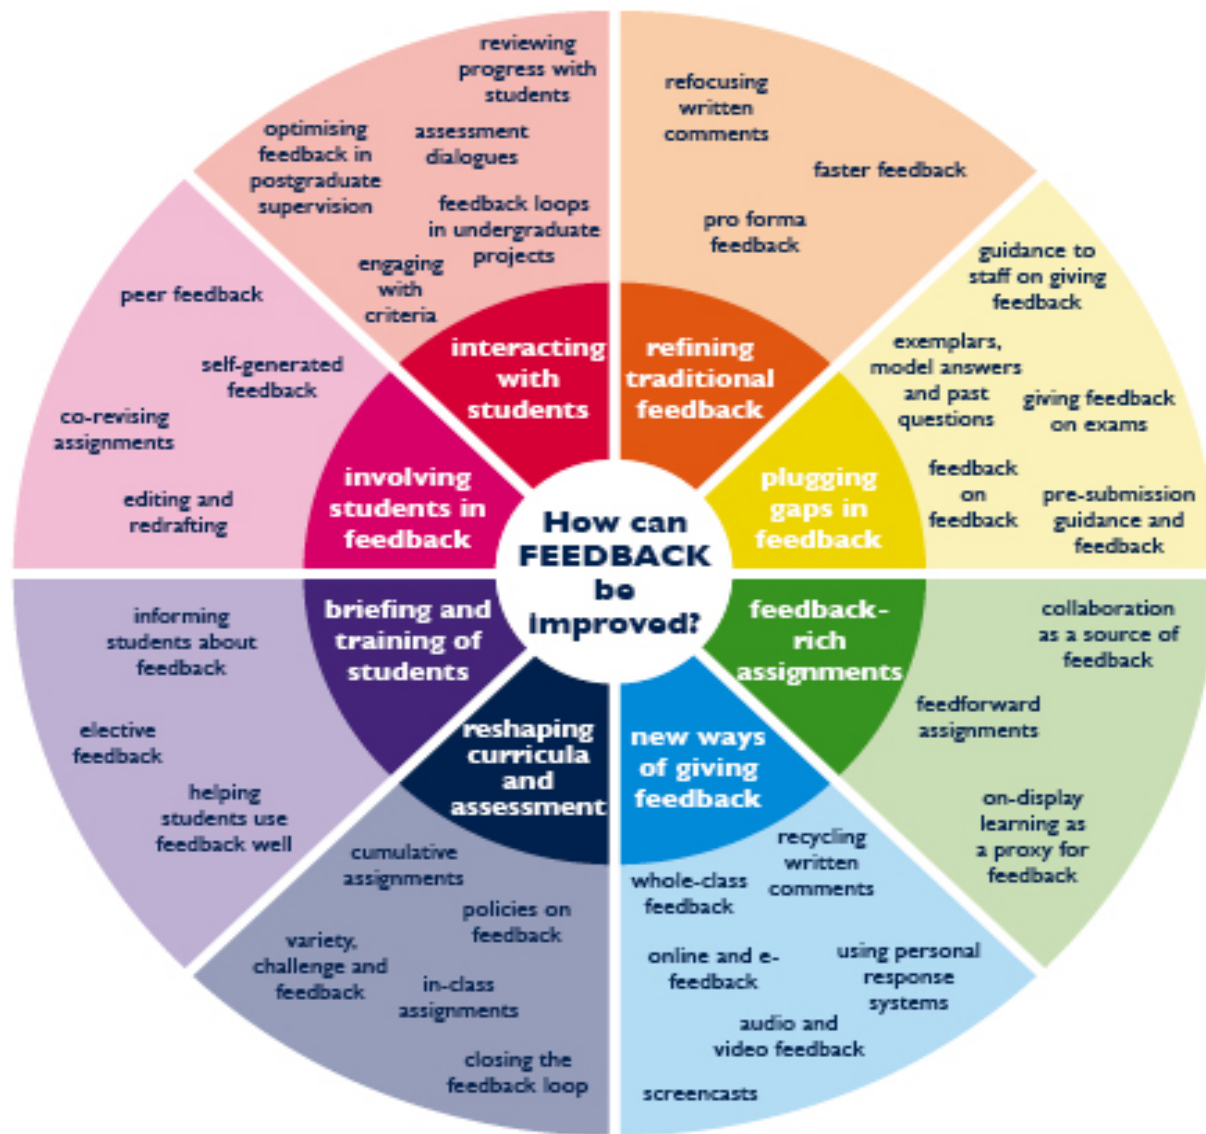 How can
FEEDBACK
be
improved?
refining
traditional
feedback
refocusing
written
comments
faster feedback
pro forma
feedback
plugging
gaps in
feedback
guidance to
staff on giving
feedback
exemplars,
model answers
and past
questions
giving feedback
on exams
feedback
on
feedback
pre-submission
guidance and
feedback
feedback-
rich
assignments
collaboration
as a source of
feedback
feedforward
assignments
on-display
learning as
a proxy for
feedback
new ways
of giving
feedback
recycling
written
comments
whole-class
feedback
online and e-
feedback
using personal
response
systems
audio and
video feedback
screencasts
reshaping
curricula
and
assessment
cumulative
assignments
policies on
feedback
variety,
challenge and
feedback
in-class
assignments
closing the
feedback loop
briefing and
training of
students
informing
students about
feedback
elective
feedback
helping
students use
feedback well
involving
students in
feedback
peer feedback
self-generated
feedback
co-revising
assignments
editing and
redrafting
interacting
with
students
reviewing
progress with
students
optimising
feedback in
postgraduate
supervision
assessment
dialogues
feedback loops
in undergraduate
projects
engaging
with
criteria